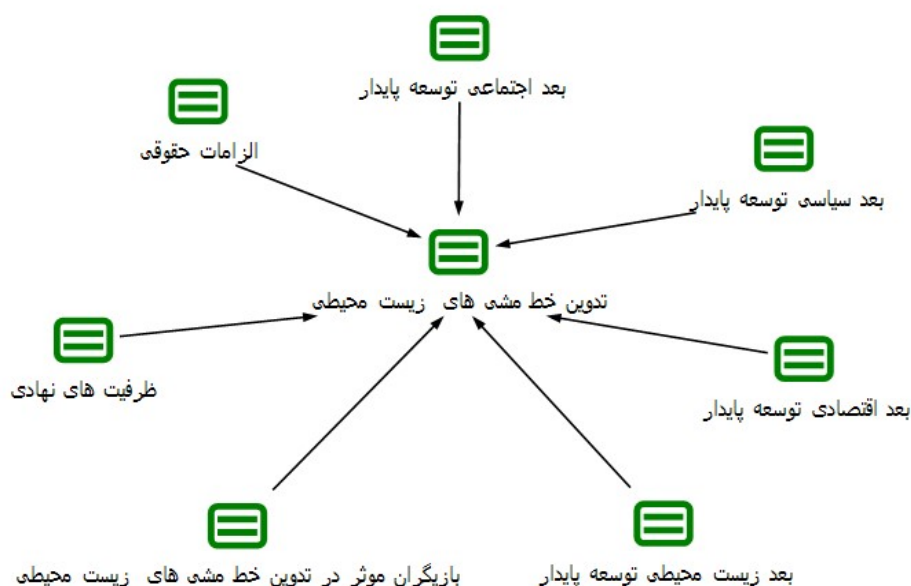 بعد اجتماعی توسعه پایدار
الزامات حقوقی
بعد سیاسی توسعه پایدار
تدوین خط مشی های زیست محیطی
ظرفیت های نهادی
بعد اقتصادی توسعه پایدار
بازیگران موثر در تدوین خط مشی های زیست محیطی
بعد زیست محیطی توسعه پایدار